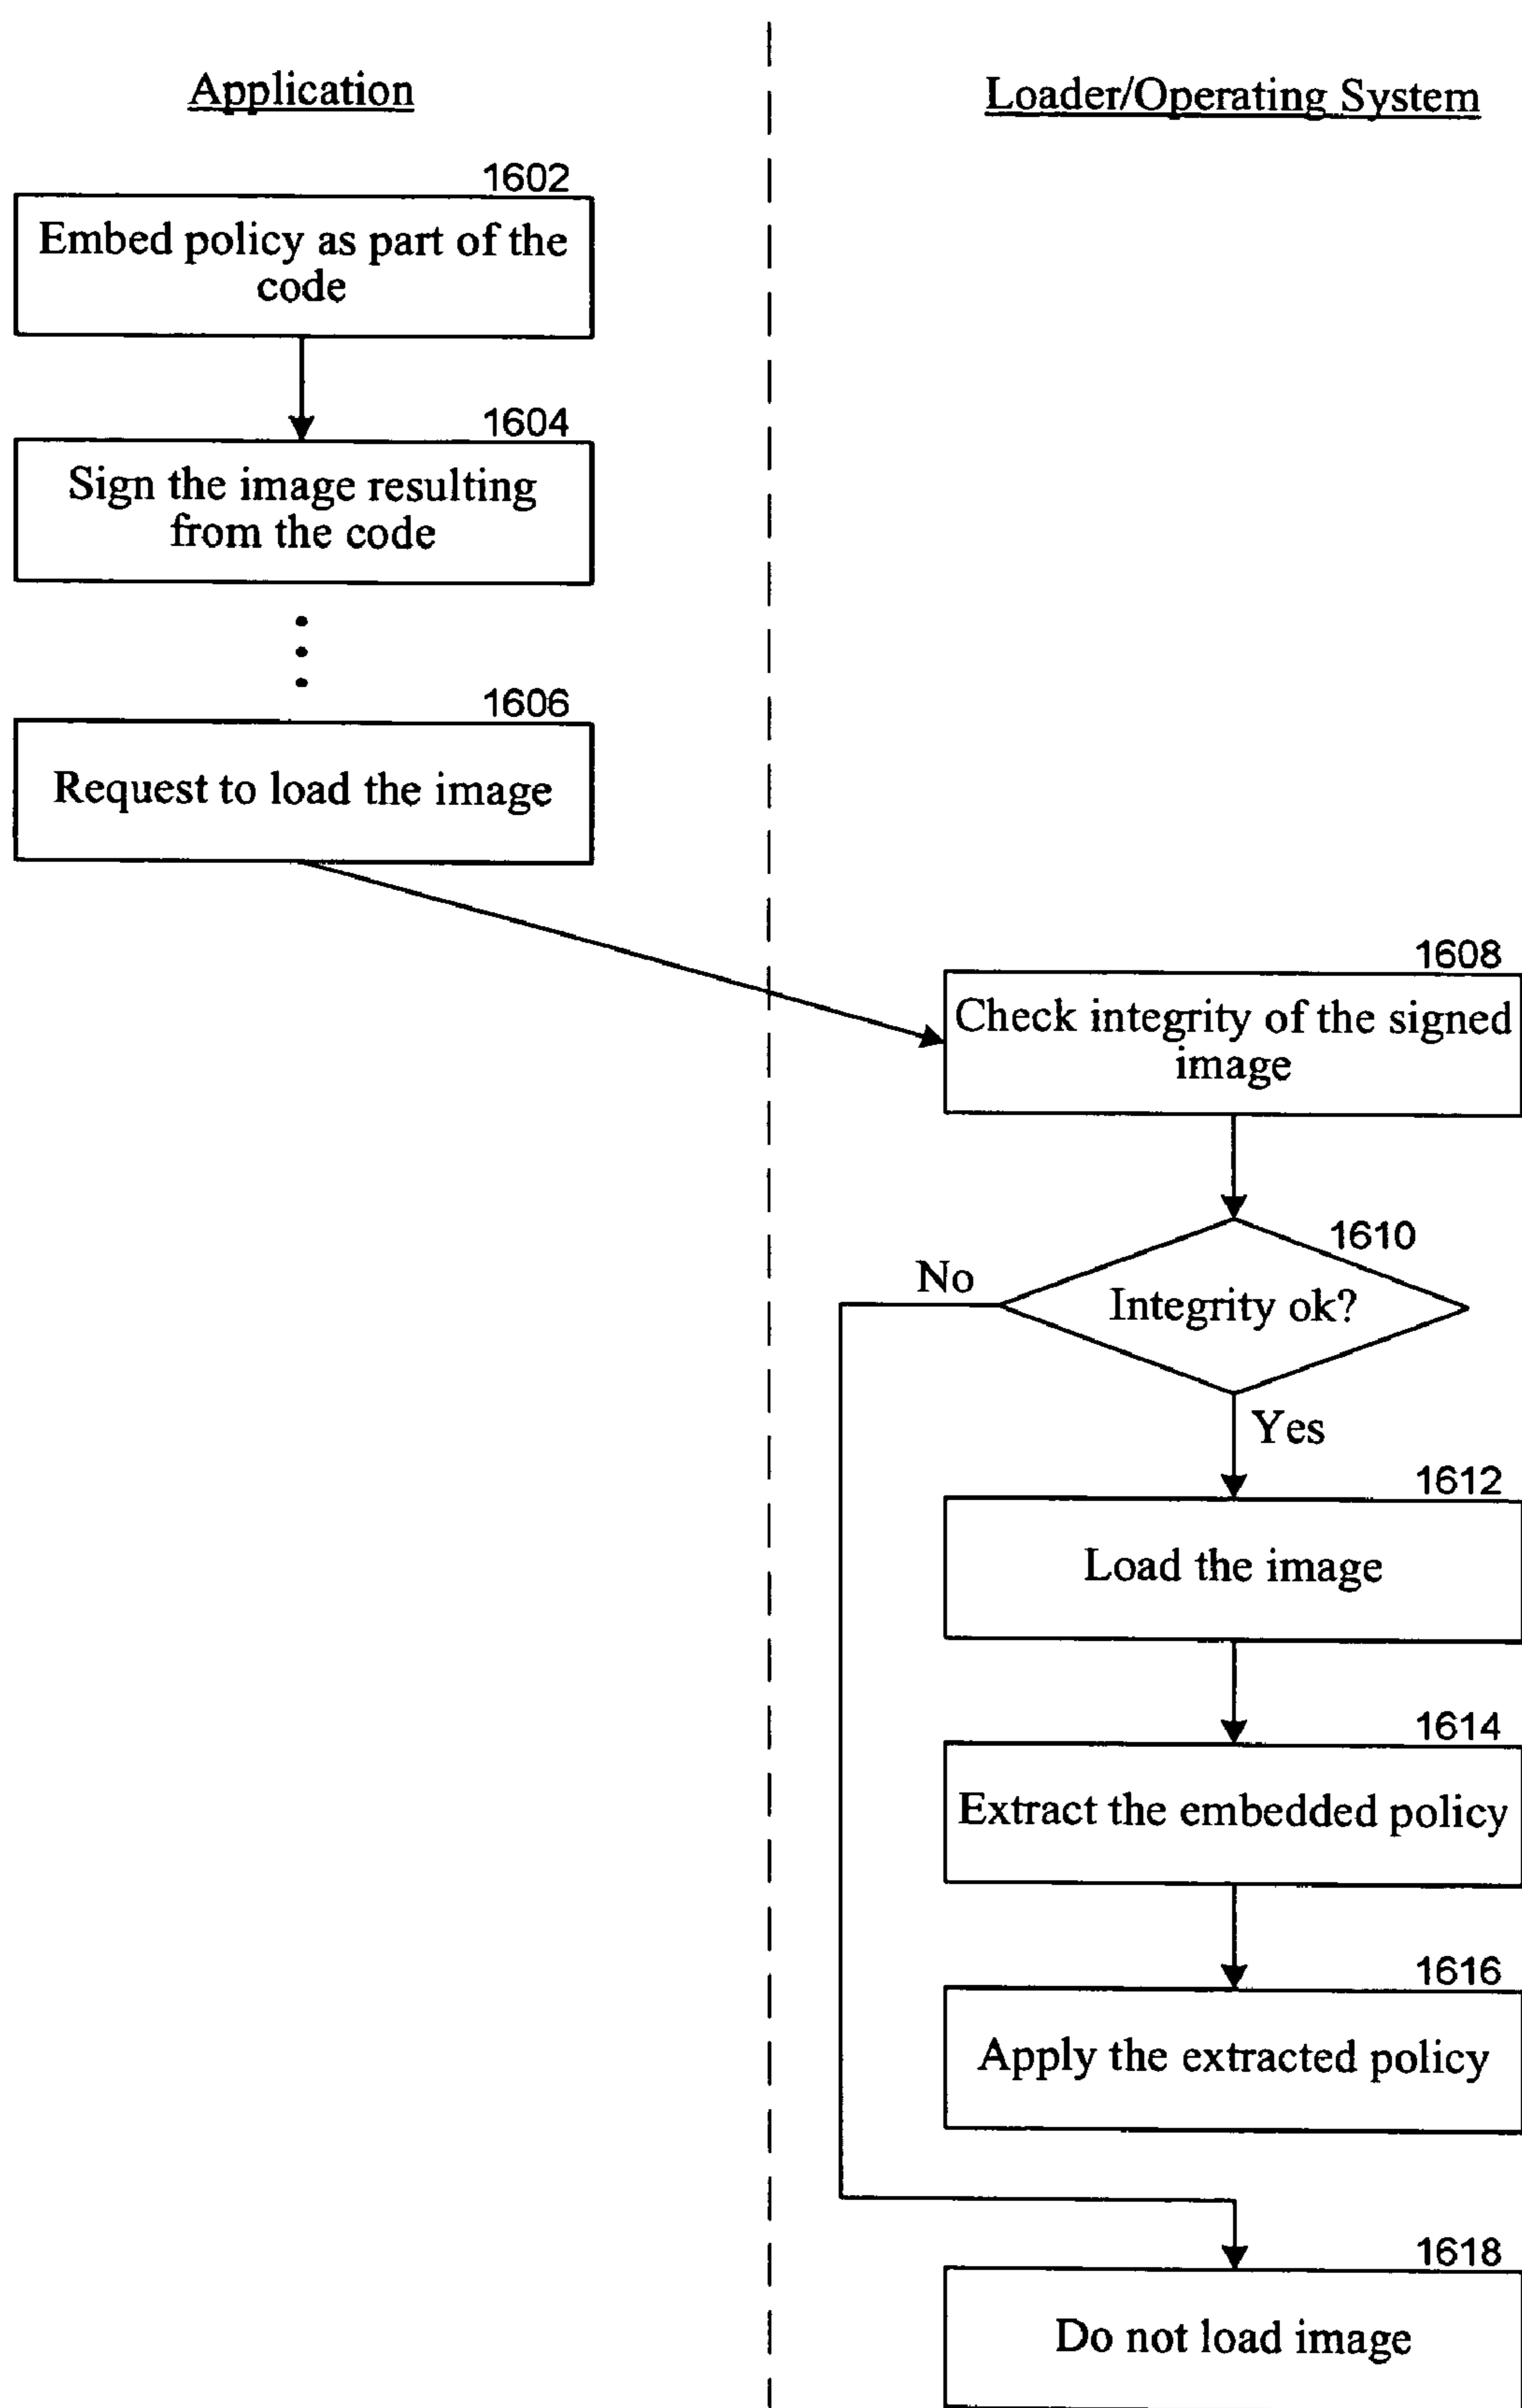 Application
Loader/Operating System
1602
Embed policy as part of the
code
1604
Sign the image resulting
from the code
1606
Request to load the image
1608
Check integrity of the signed
image
1610
Integrity ok?
No
Yes
1612
Load the image
1614
Extract the embedded policy
1616
Apply the extracted policy
1618
Do not load image